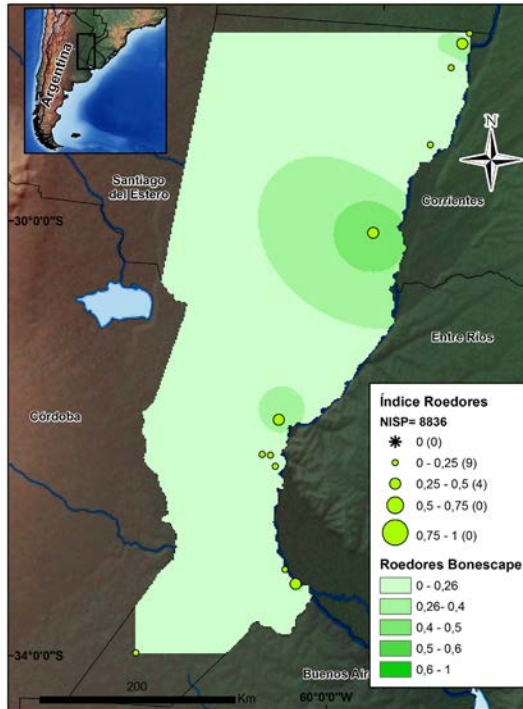 Argentina
N
Santiago
del Estero
30°0'0"S
Corrientes
Entre Ríos
Córdoba
Índice Roedores
NISP= 8836
0 (0)
0 - 0,25 (9)
0,25 - 0,5 (4)
0,5 - 0,75 (0)
0,75 - 1 (0)
Roedores Bonescape
0 - 0,26
0,26- 0,4
0,4 - 0,5
0,5 - 0,6
0,6 - 1
34°0'0"S
Buenos Air
200
Km
60°0'0"W